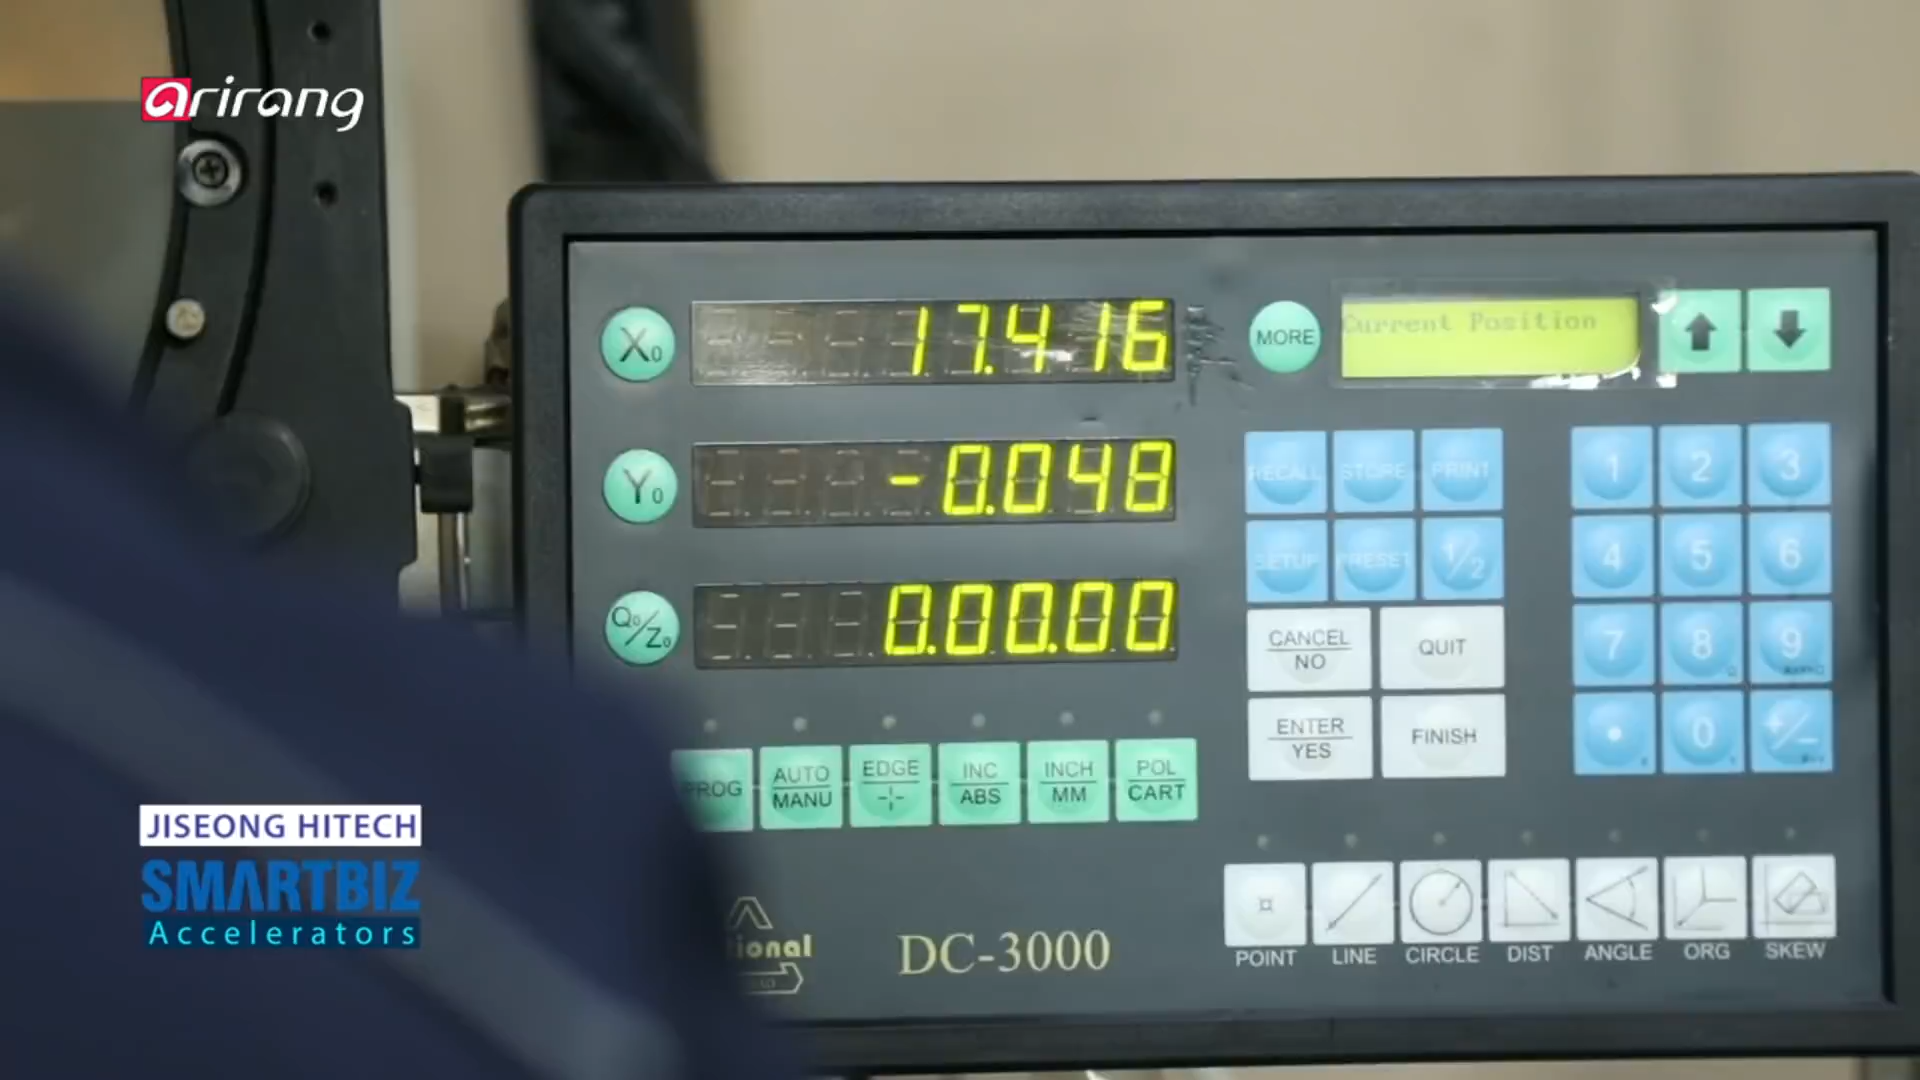 arirang
X0
17.416
MORE
Current Position
Y0
-0.048
RECALL STORE PRINT
1 2 3
SETUP PRESET 1/2
4 5 6
Q0/Z0
0.00.00
CANCEL
NO
QUIT
7 8 9
ENTER
YES
FINISH
. 0 +/-
PROG
AUTO
MANU
EDGE
INC
ABS
INCH
MM
POL
CART
JISEONG HITECH
SMARTBIZ
Accelerators
DC-3000
POINT LINE CIRCLE DIST ANGLE ORG SKEW